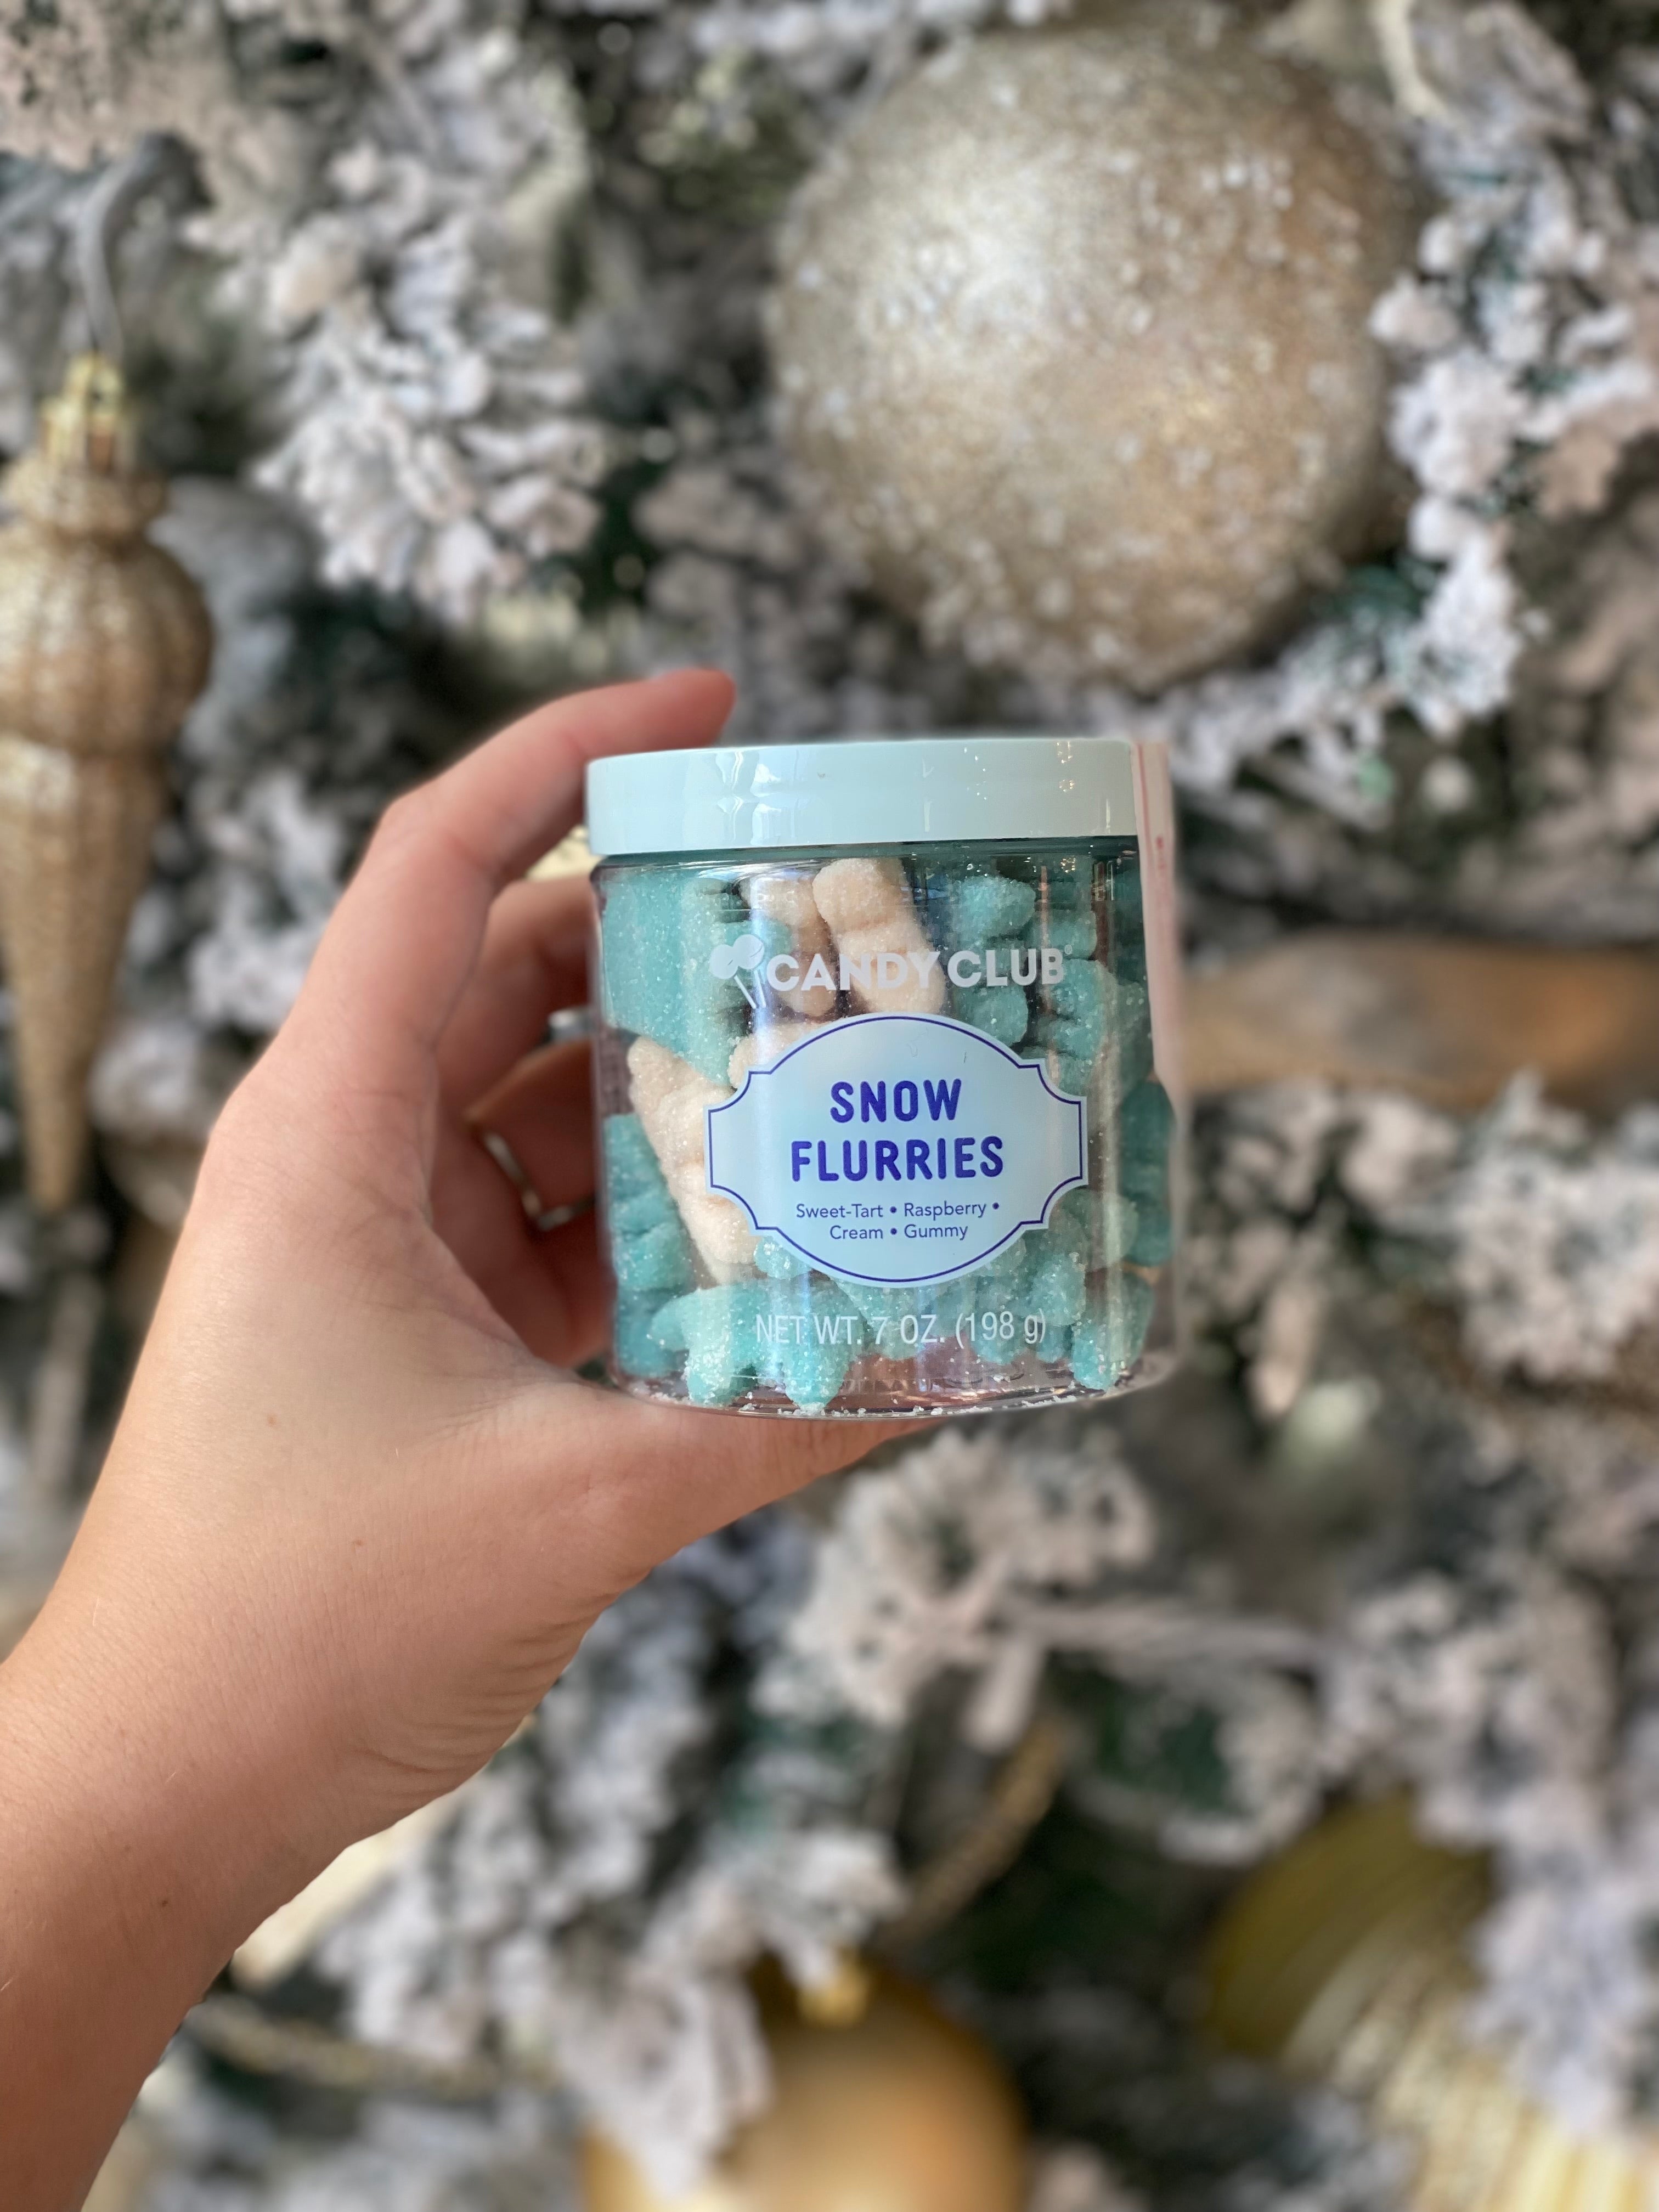 CANDY CLUB®
SNOW
FLURRIES
Sweet-Tart • Raspberry •
Cream • Gummy
NET WT. 7 OZ. (198 g)